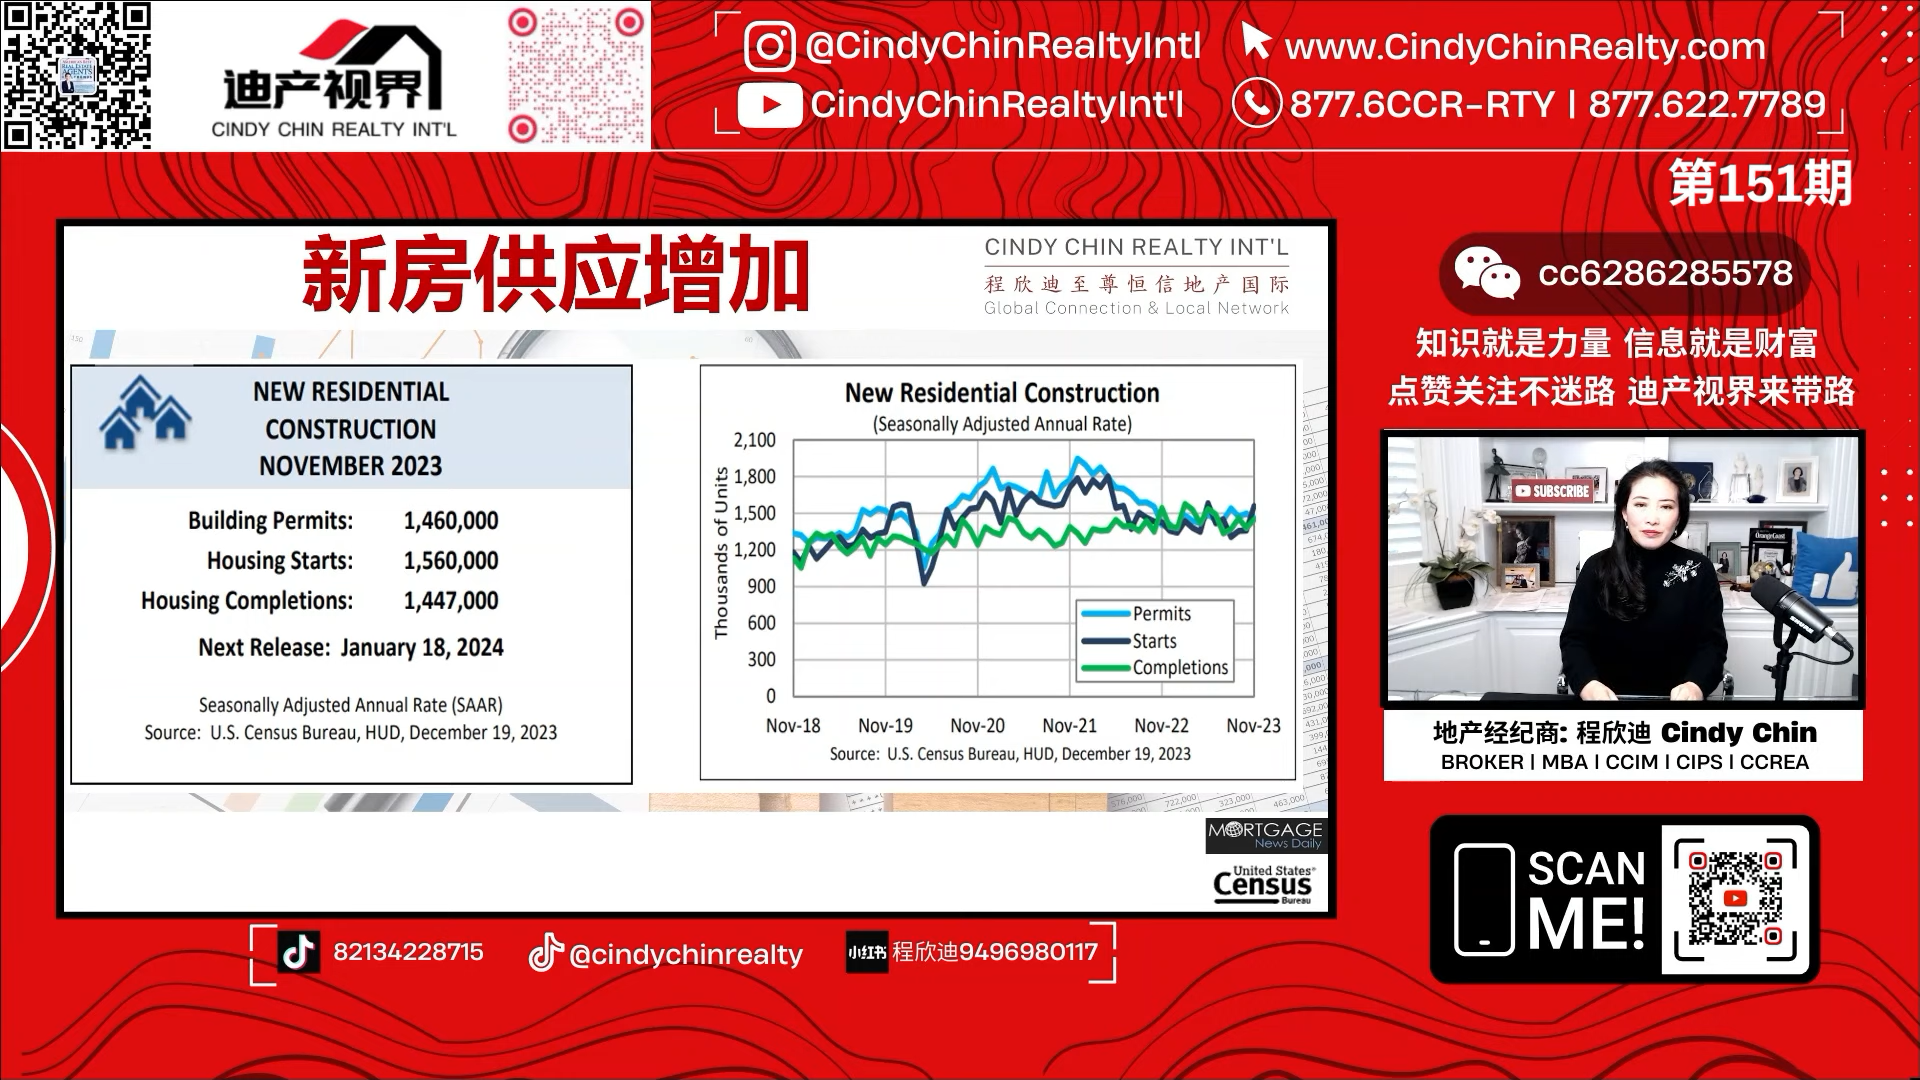 迪产视界
CINDY CHIN REALTY INT'L
@CindyChinRealtyIntl
www.CindyChinRealty.com
CindyChinRealtyInt'l
877.6CCR-RTY | 877.622.7789
第151期
新房供应增加
CINDY CHIN REALTY INT'L
程欣迪至尊恒信地产国际
Global Connection & Local Network
NEW RESIDENTIAL
CONSTRUCTION
NOVEMBER 2023
Building Permits: 1,460,000
Housing Starts: 1,560,000
Housing Completions: 1,447,000
Next Release: January 18, 2024
Seasonally Adjusted Annual Rate (SAAR)
Source: U.S. Census Bureau, HUD, December 19, 2023
New Residential Construction
(Seasonally Adjusted Annual Rate)
Thousands of Units
2,100
1,800
1,500
1,200
900
600
300
0
Permits
Starts
Completions
Nov-18 Nov-19 Nov-20 Nov-21 Nov-22 Nov-23
Source: U.S. Census Bureau, HUD, December 19, 2023
MORTGAGE
News Daily
United States®
Census
Bureau
cc6286285578
知识就是力量 信息就是财富
点赞关注不迷路 迪产视界来带路
SUBSCRIBE
地产经纪商: 程欣迪 Cindy Chin
BROKER | MBA | CCIM | CIPS | CCREA
SCAN
ME!
82134228715
@cindychinrealty
小红书
程欣迪9496980117